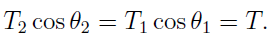 T₂ cos θ₂ = T₁ cos θ₁ = T.